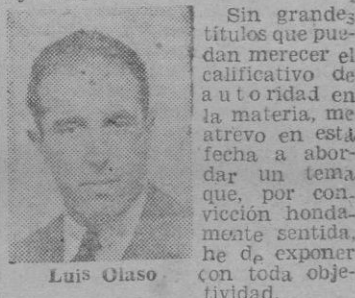 Sin grandes
títulos que pue-
dan merecer el
calificativo de
autoridad en
la materia, me
atrevo en esta
fecha a abor-
dar un tema
que, por con-
vicción honda-
mente sentida,
he de exponer
con toda obje-
tividad
Luis Olaso